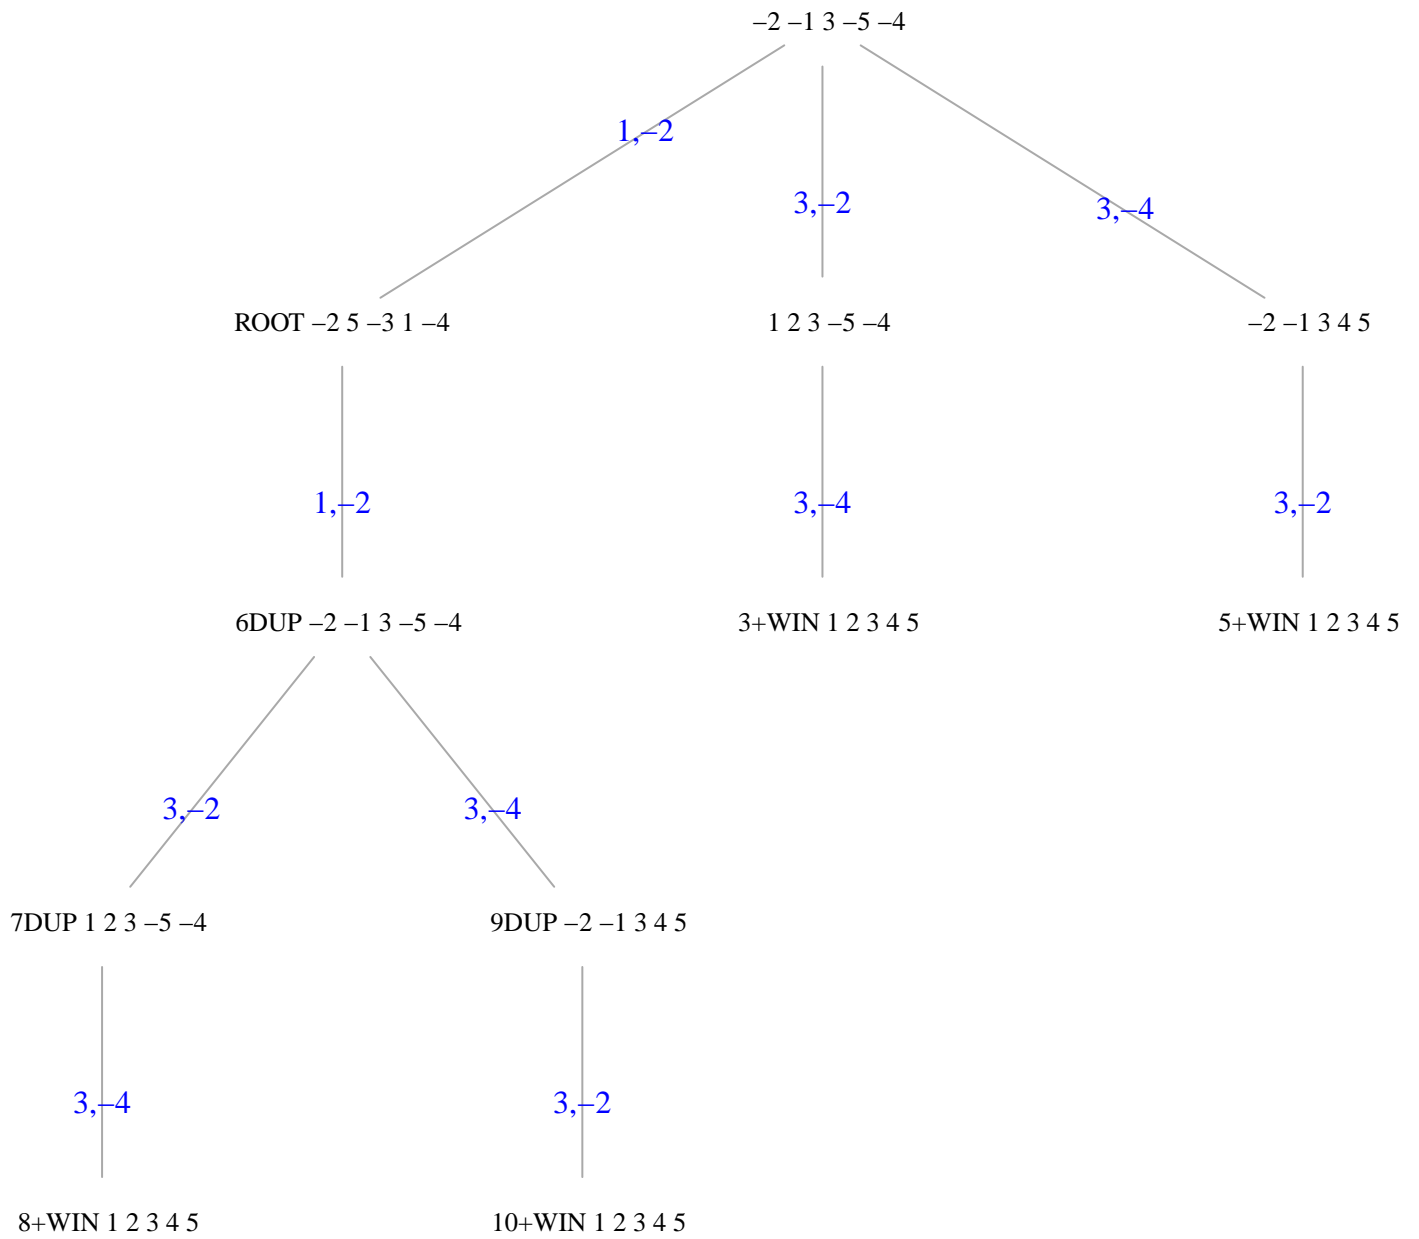 –2 –1 3 –5 –4
1,–2
3,–2
3,–4
ROOT –2 5 –3 1 –4
1 2 3 –5 –4
–2 –1 3 4 5
1,–2
3,–4
3,–2
6DUP –2 –1 3 –5 –4
3+WIN 1 2 3 4 5
5+WIN 1 2 3 4 5
3,–2
3,–4
7DUP 1 2 3 –5 –4
9DUP –2 –1 3 4 5
3,–4
3,–2
8+WIN 1 2 3 4 5
10+WIN 1 2 3 4 5